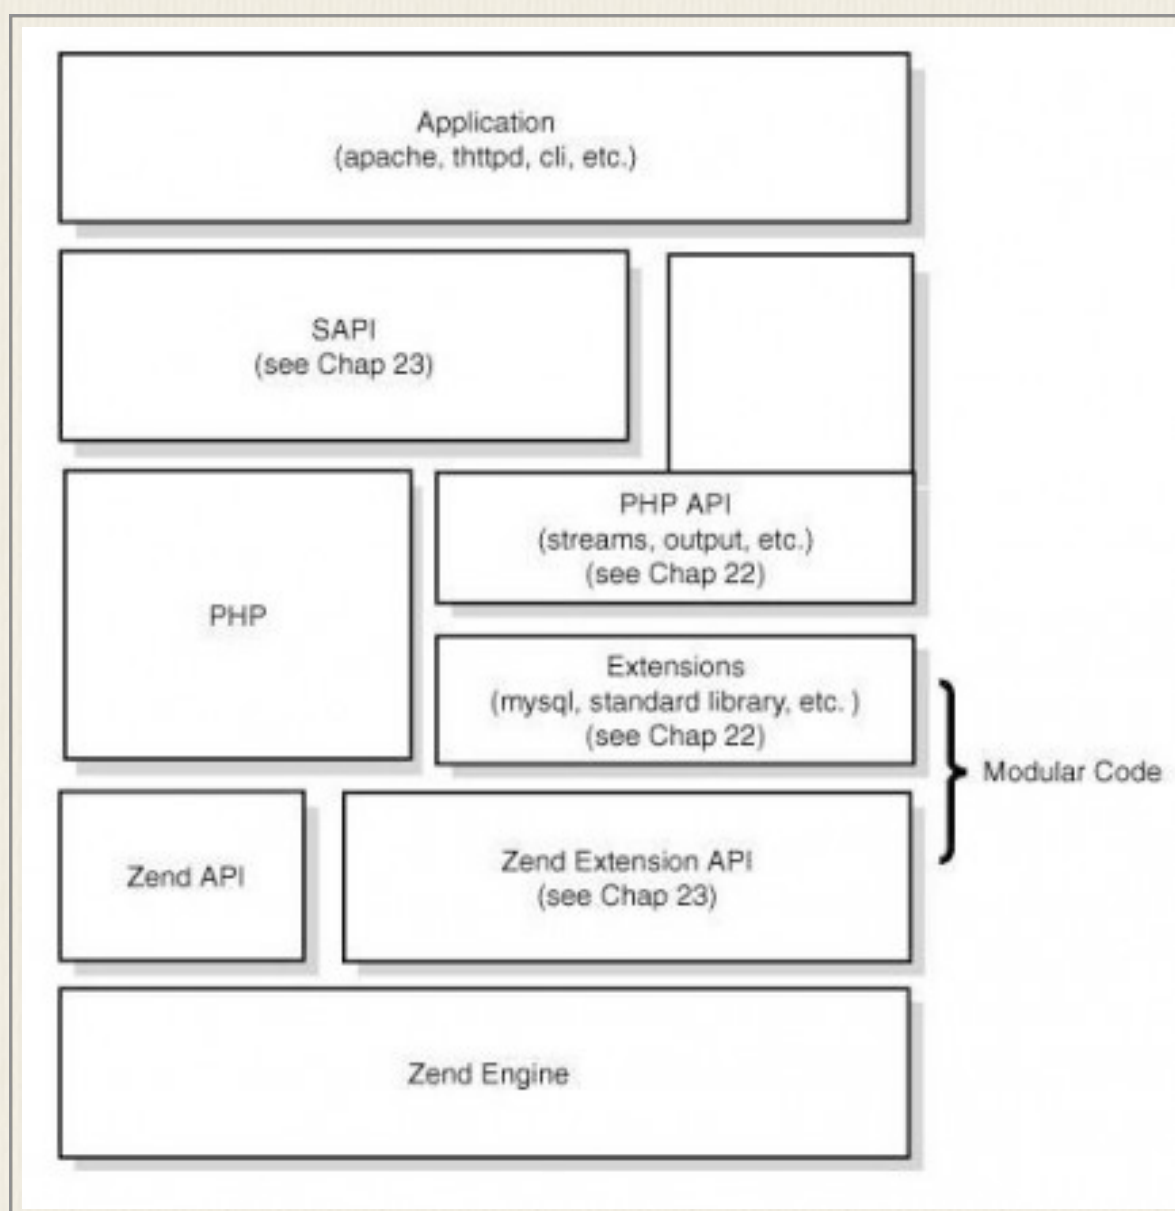 Application
(apache, thttpd, cli, etc.)
SAPI
(see Chap 23)
PHP API
(streams, output, etc.)
(see Chap 22)
PHP
Extensions
(mysql, standard library, etc. )
(see Chap 22)
Modular Code
Zend API
Zend Extension API
(see Chap 23)
Zend Engine